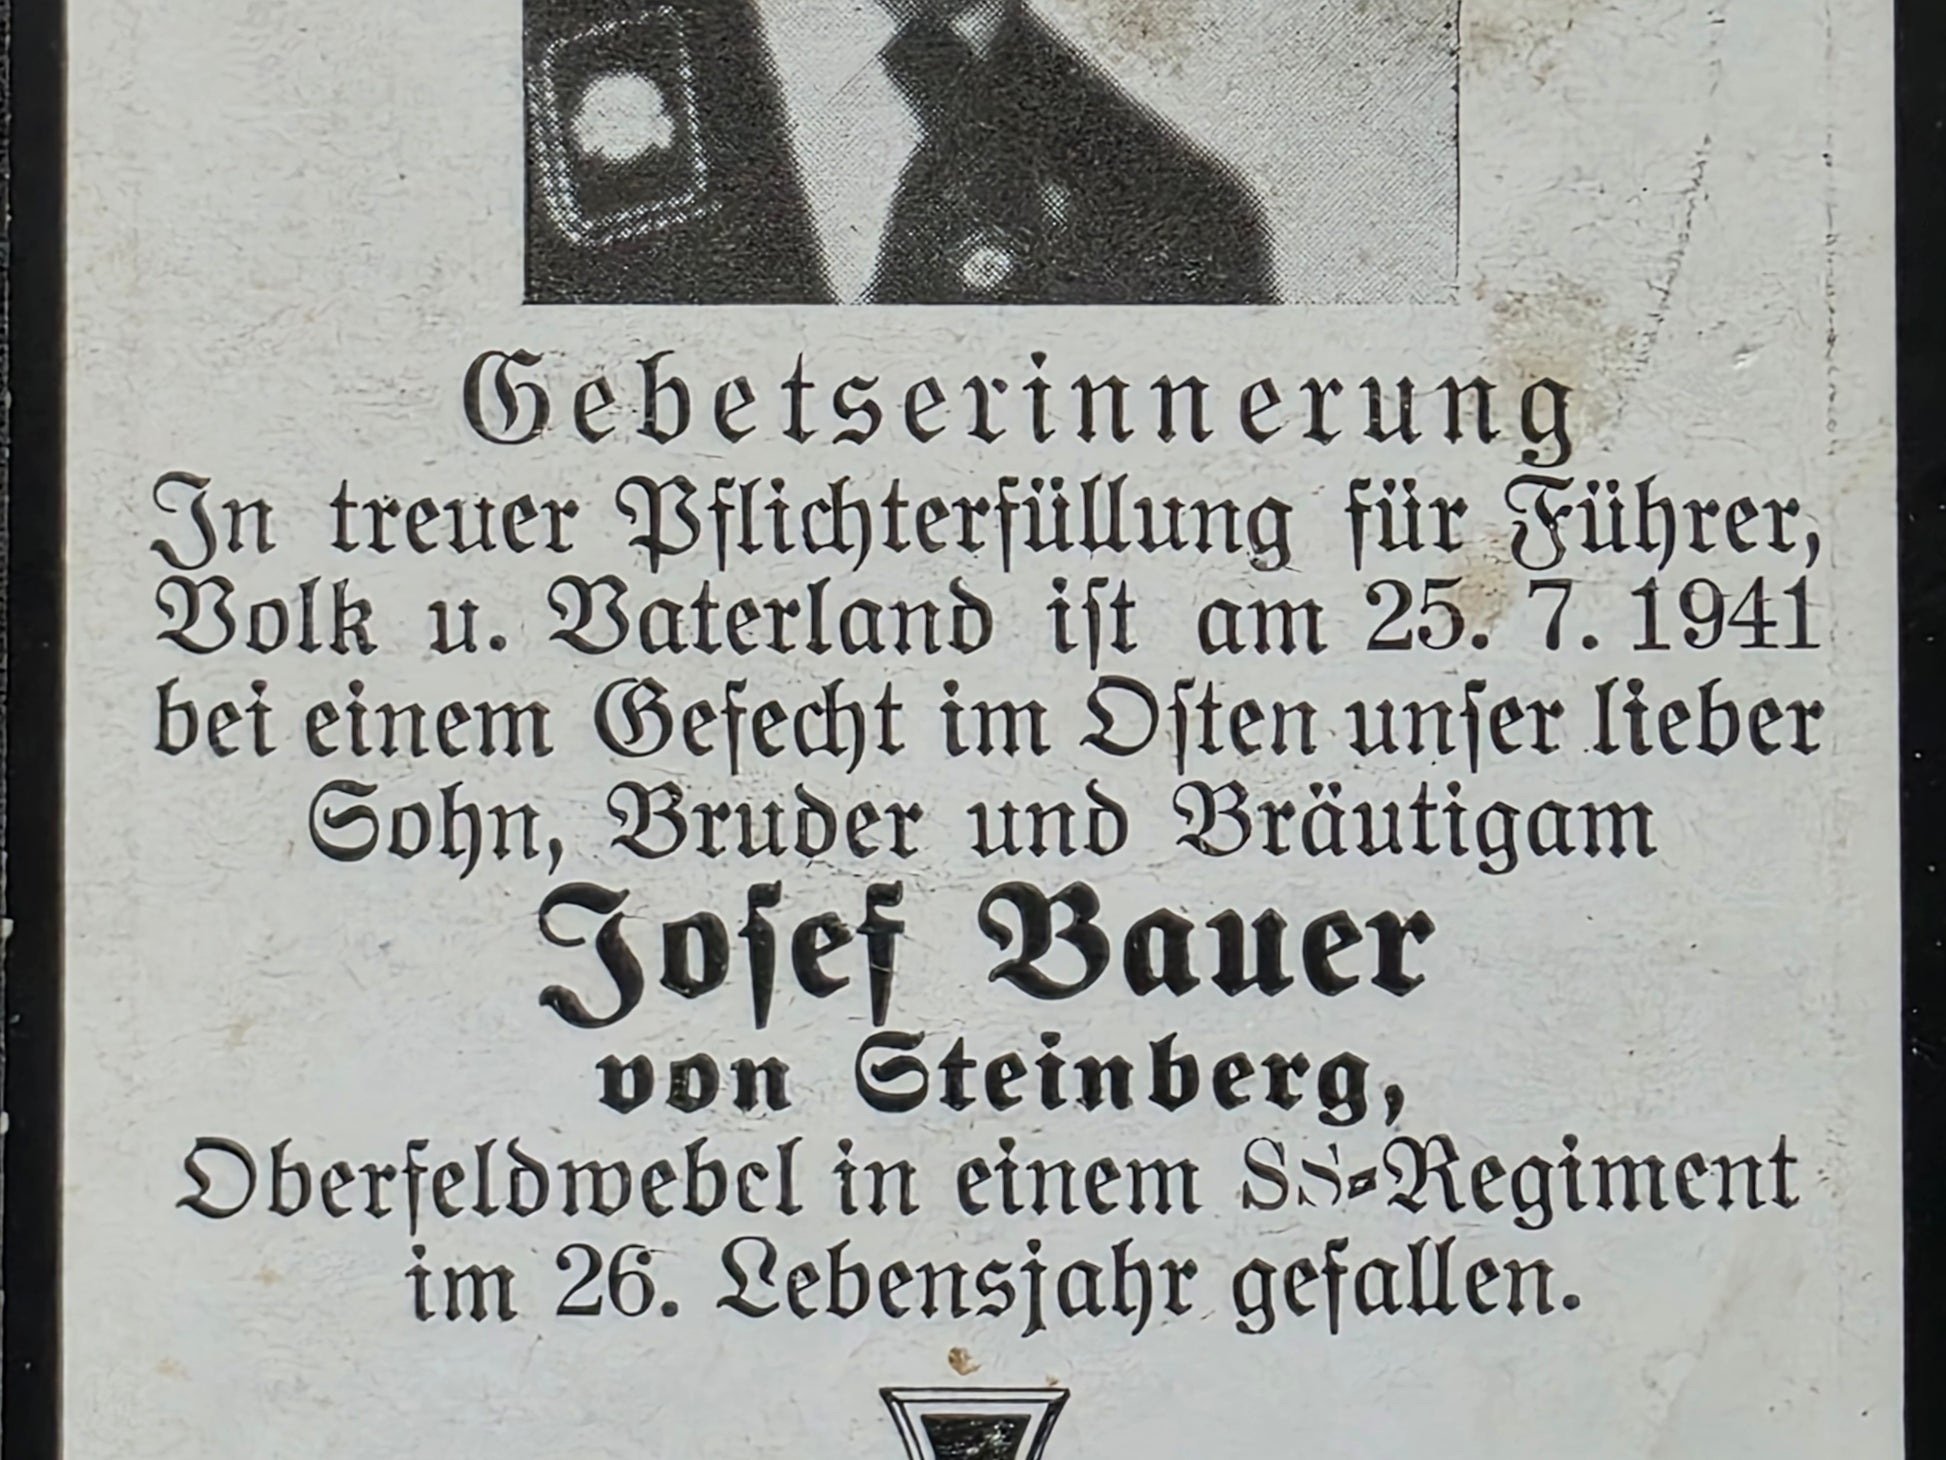 Gebetserinnerung
In treuer Pflichterfüllung für Führer,
Volk u. Vaterland ist am 25. 7. 1941
bei einem Gefecht im Osten unser lieber
Sohn, Bruder und Bräutigam
Josef Bauer
von Steinberg,
Oberfeldwebel in einem SS-Regiment
im 26. Lebensjahr gefallen.